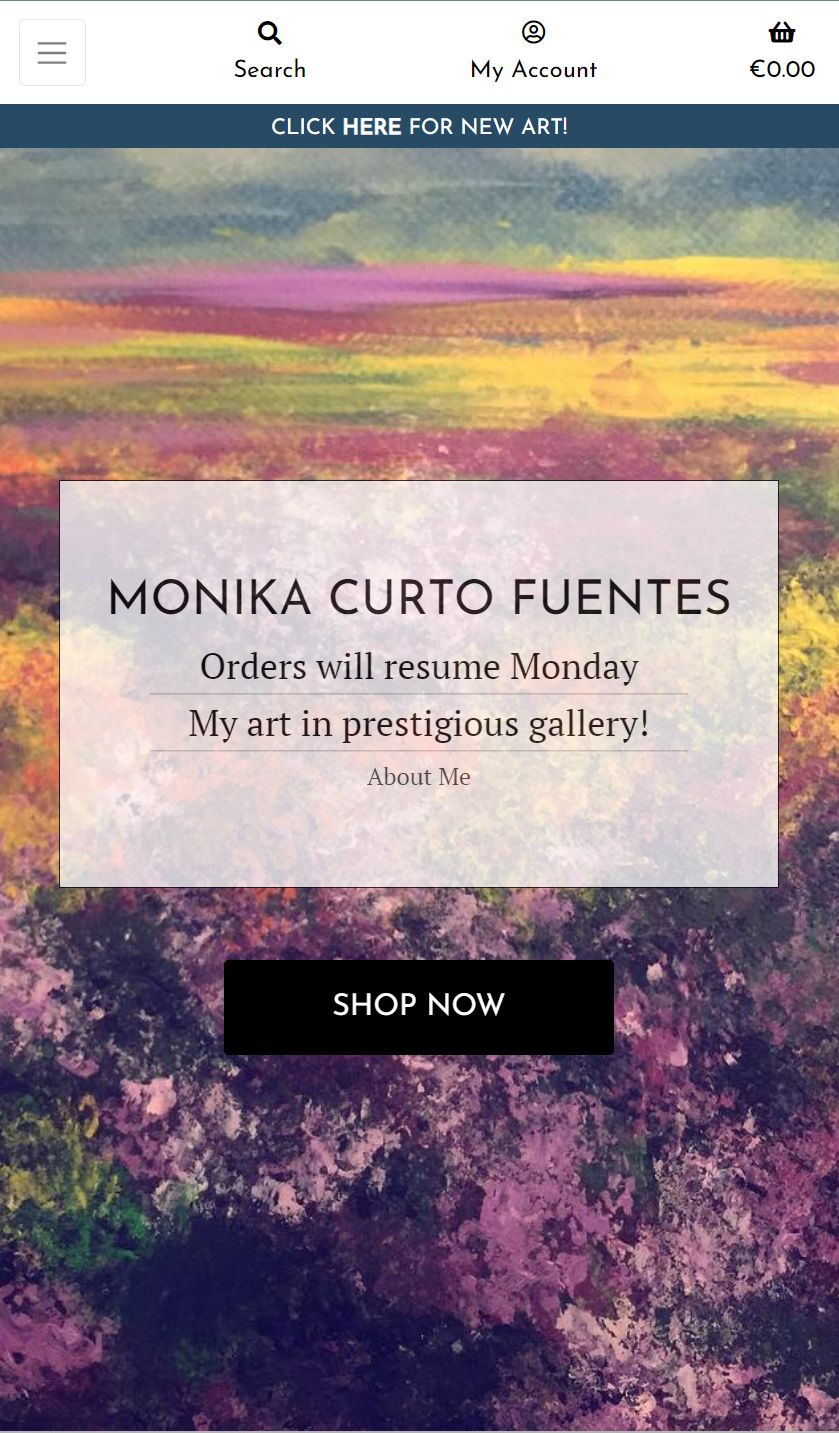 Search
My Account
€0.00
CLICK HERE FOR NEW ART!
MONIKA CURTO FUENTES
Orders will resume Monday
My art in prestigious gallery!
About Me
SHOP NOW